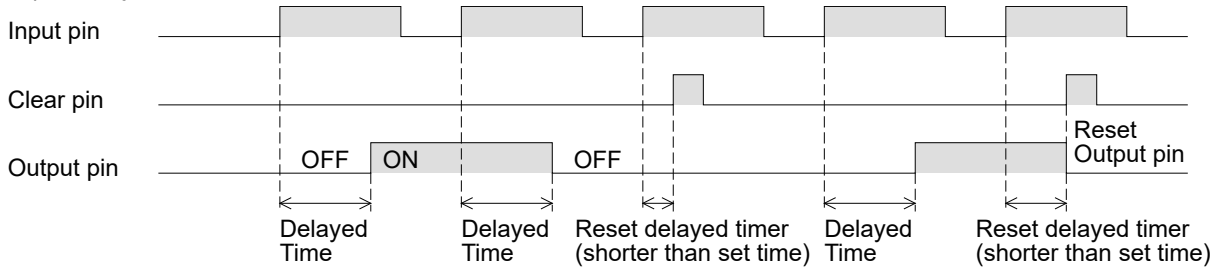 Input pin
Clear pin
Output pin
OFF
ON
OFF
Reset
Output pin
Delayed
Time
Delayed
Time
Reset delayed timer
(shorter than set time)
Delayed
Time
Reset delayed timer
(shorter than set time)